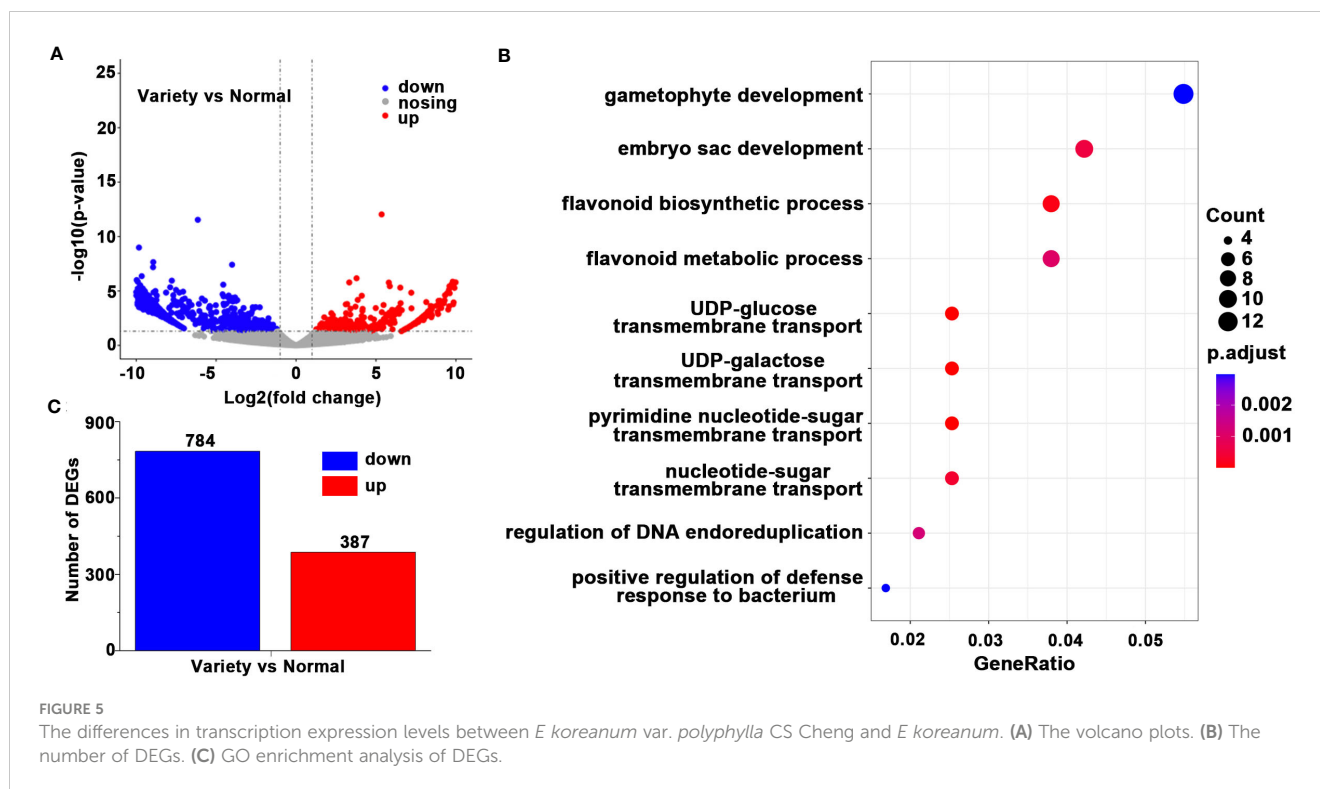 A
Variety vs Normal
down
nosing
up
25
20
15
10
5
0
-log10(p-value)
-10
-5
0
5
10
Log2(fold change)
B
gametophyte development
embryo sac development
flavonoid biosynthetic process
flavonoid metabolic process
UDP-glucose
transmembrane transport
UDP-galactose
transmembrane transport
pyrimidine nucleotide-sugar
transmembrane transport
nucleotide-sugar
transmembrane transport
regulation of DNA endoreduplication
positive regulation of defense
response to bacterium
0.02
0.03
0.04
0.05
GeneRatio
Count
4
6
8
10
12
p.adjust
0.002
0.001
C
900
600
300
0
Number of DEGs
784
387
down
up
Variety vs Normal
FIGURE 5
The differences in transcription expression levels between E koreanum var. polyphylla CS Cheng and E koreanum. (A) The volcano plots. (B) The
number of DEGs. (C) GO enrichment analysis of DEGs.